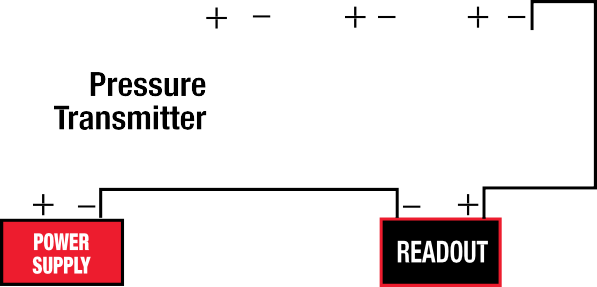 + − + − + −
Pressure
Transmitter
+ − − +
POWER
SUPPLY
READOUT